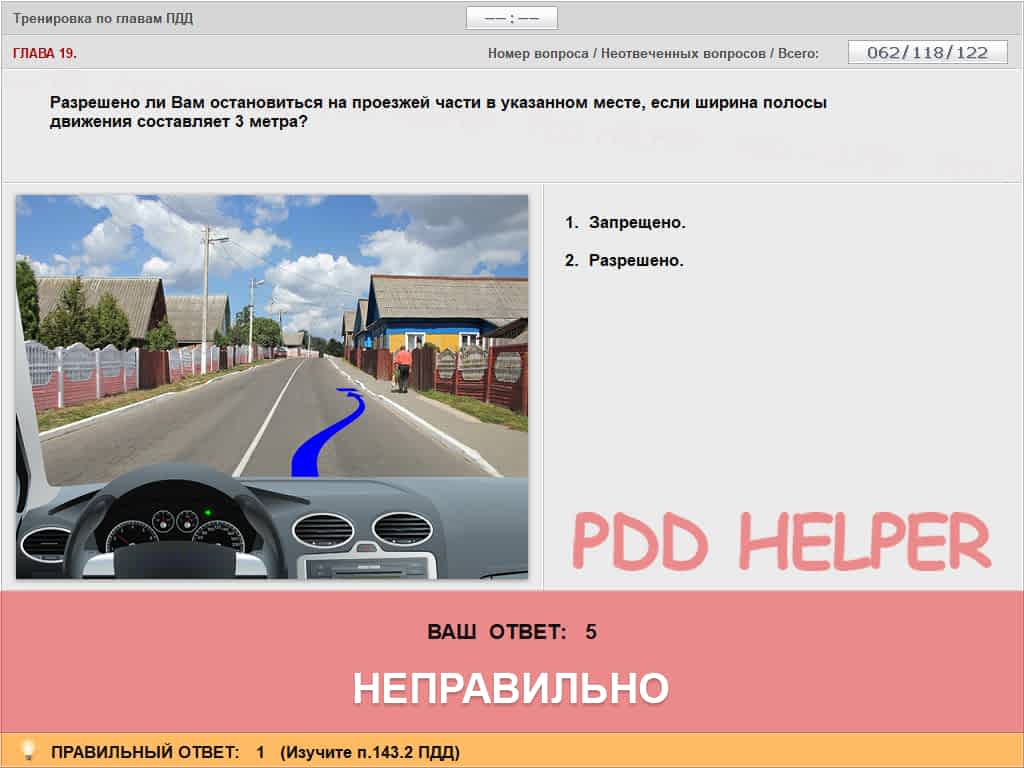 Тренировка по главам ПДД
—— : ——
ГЛАВА 19.
Номер вопроса / Неотвеченных вопросов / Всего:
062/118/122
Разрешено ли Вам остановиться на проезжей части в указанном месте, если ширина полосы
движения составляет 3 метра?
1. Запрещено.
2. Разрешено.
PDD HELPER
ВАШ ОТВЕТ: 5
НЕПРАВИЛЬНО
ПРАВИЛЬНЫЙ ОТВЕТ: 1 (Изучите п.143.2 ПДД)